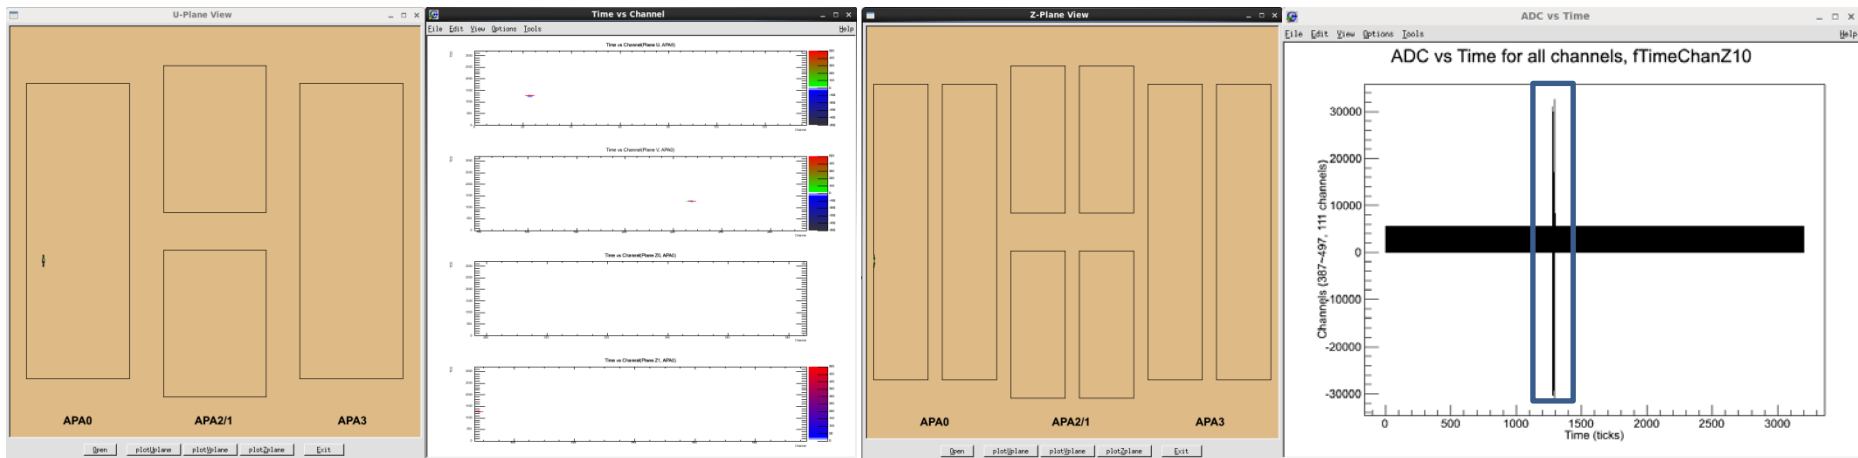 U-Plane View
APA0
APA2/1
APA3
Open
plotUplane
plotVplane
plotZplane
Exit
Time vs Channel
File Edit View Options Tools
Help
Time vs Channel(Plane U, APA0)
Time vs Channel(Plane V, APA0)
Time vs Channel(Plane Z0, APA0)
Time vs Channel(Plane Z1, APA0)
Z-Plane View
APA0
APA2/1
APA3
Open
plotUplane
plotVplane
plotZplane
Exit
ADC vs Time
File Edit View Options Tools
Help
ADC vs Time for all channels, fTimeChanZ10
Channels (387~497, 111 channels)
30000
20000
10000
0
-10000
-20000
-30000
0 500 1000 1500 2000 2500 3000
Time (ticks)